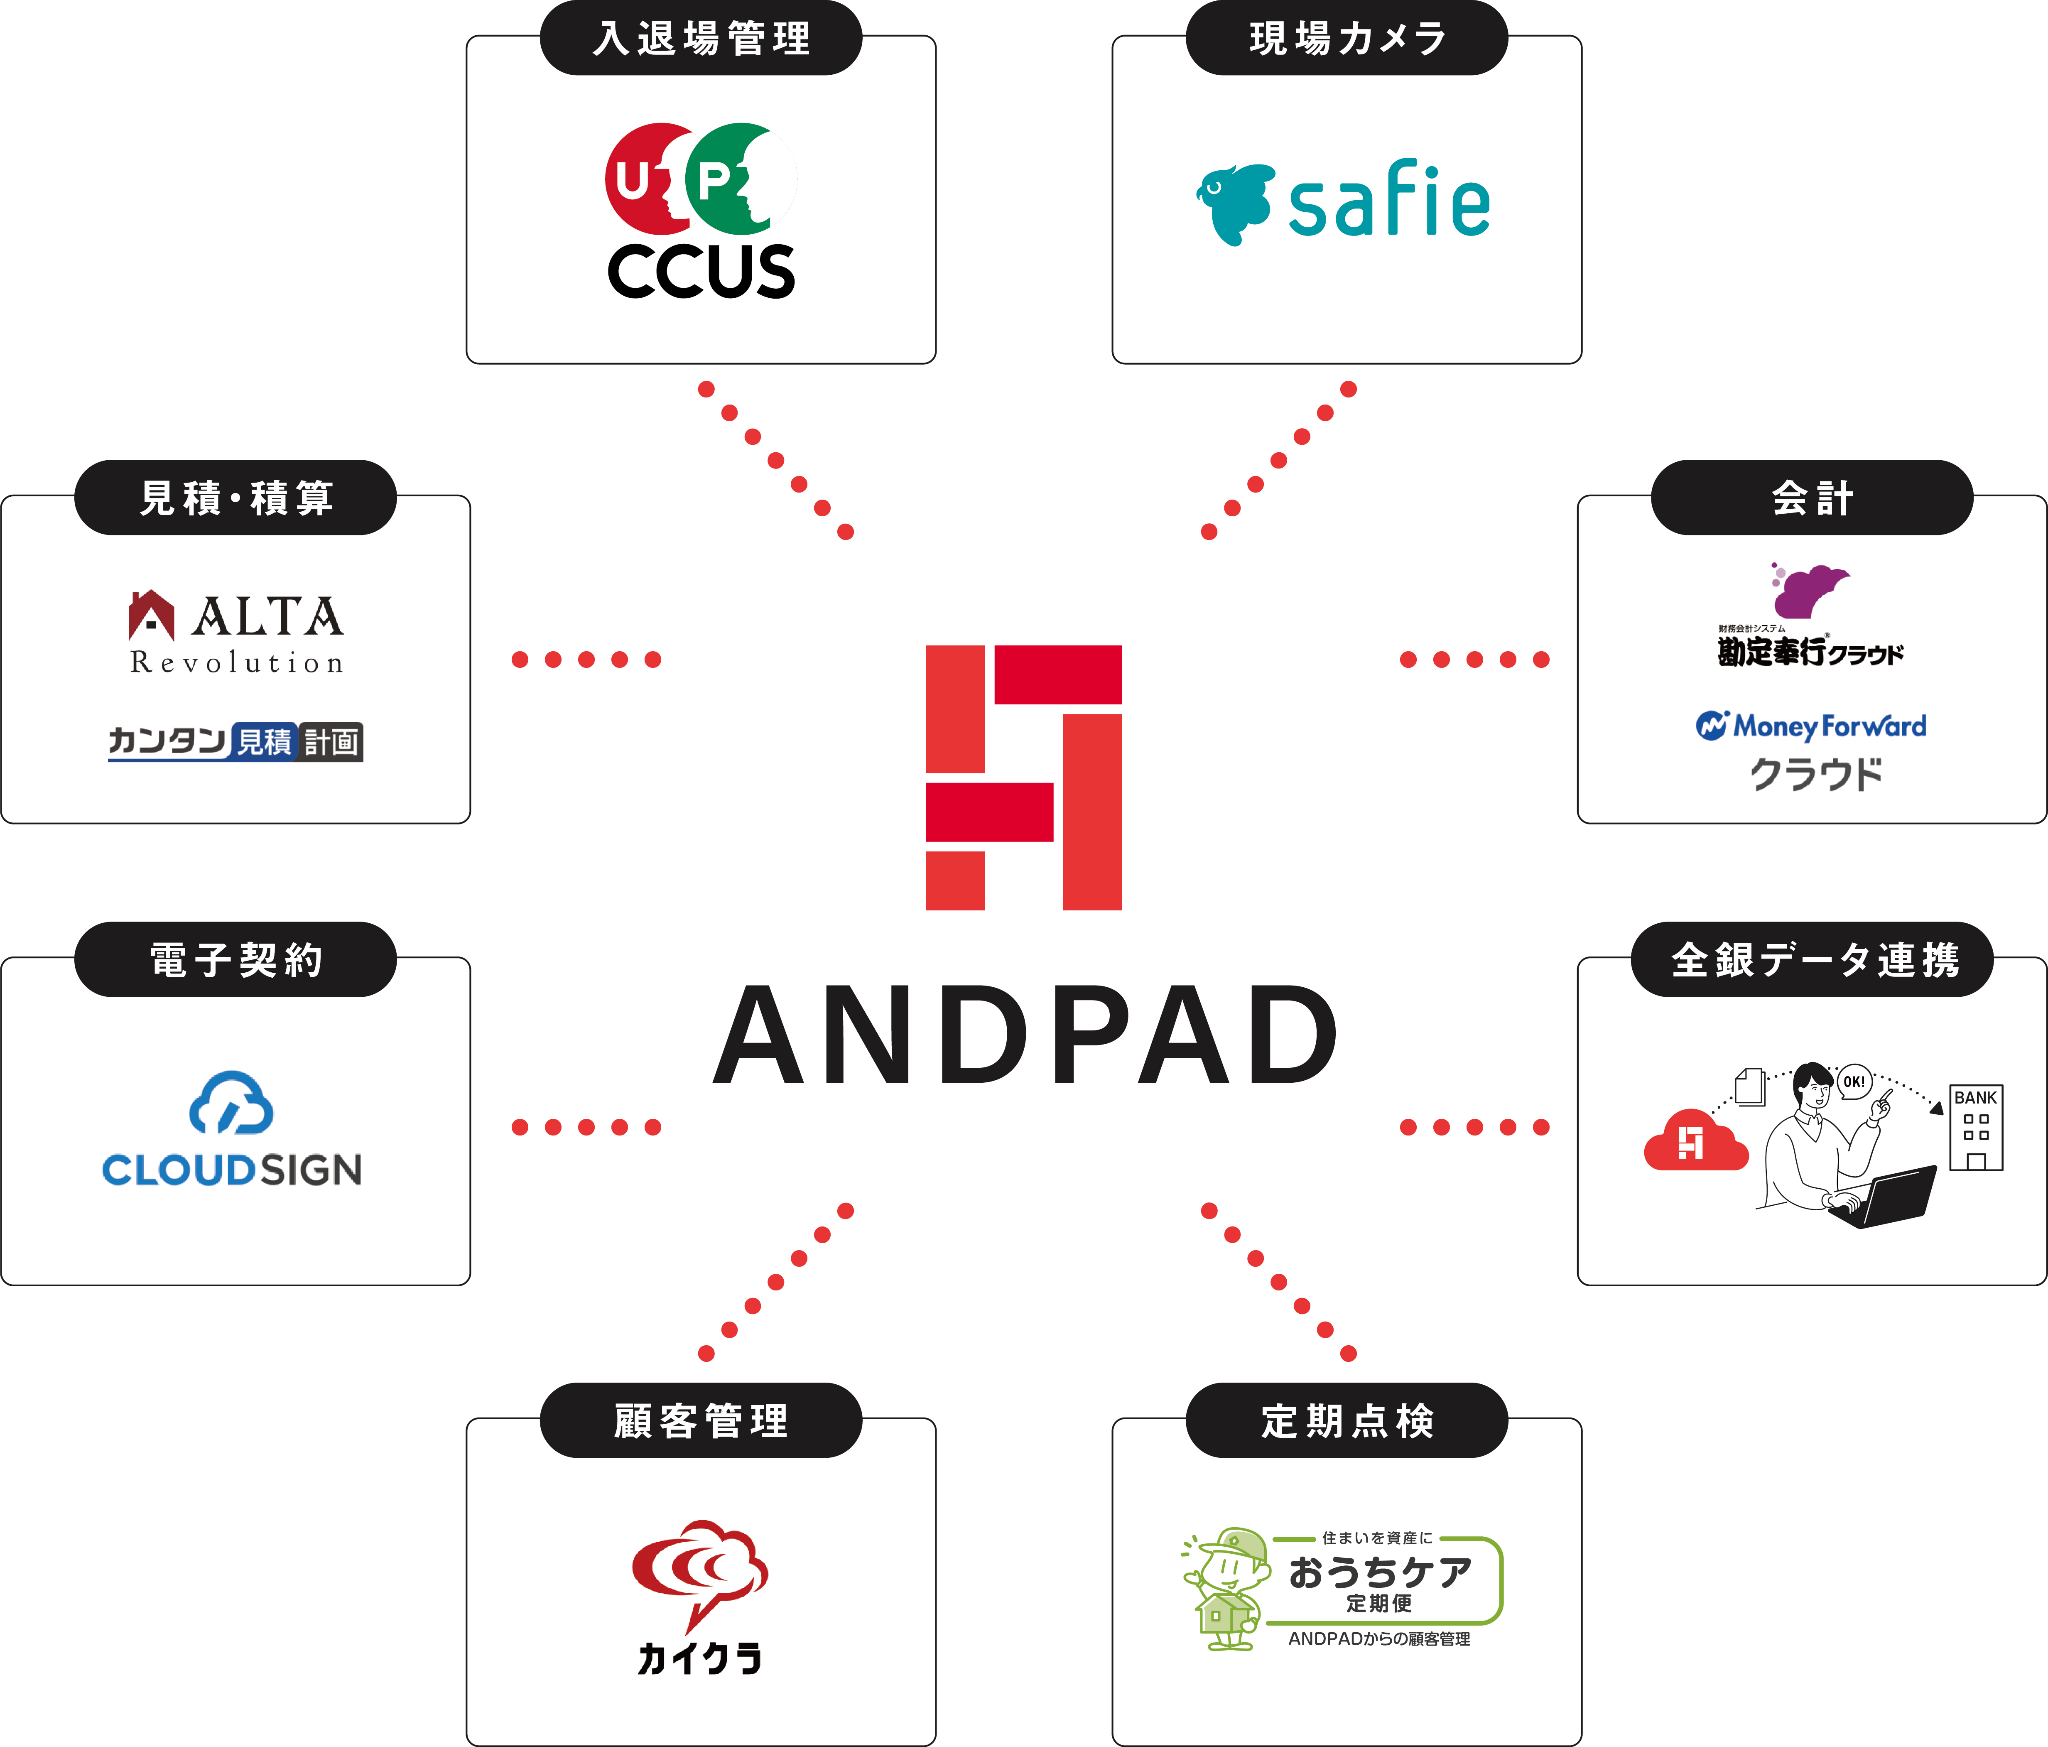 入退場管理
U P
CCUS
現場カメラ
safie
見積・積算
ALTA
Revolution
カンタン見積計画
会計
財務会計システム
勘定奉行®クラウド
Money Forward
クラウド
ANDPAD
電子契約
CLOUDSIGN
全銀データ連携
OK!
BANK
顧客管理
カイクラ
定期点検
住まいを資産に
おうちケア
定期便
ANDPADからの顧客管理